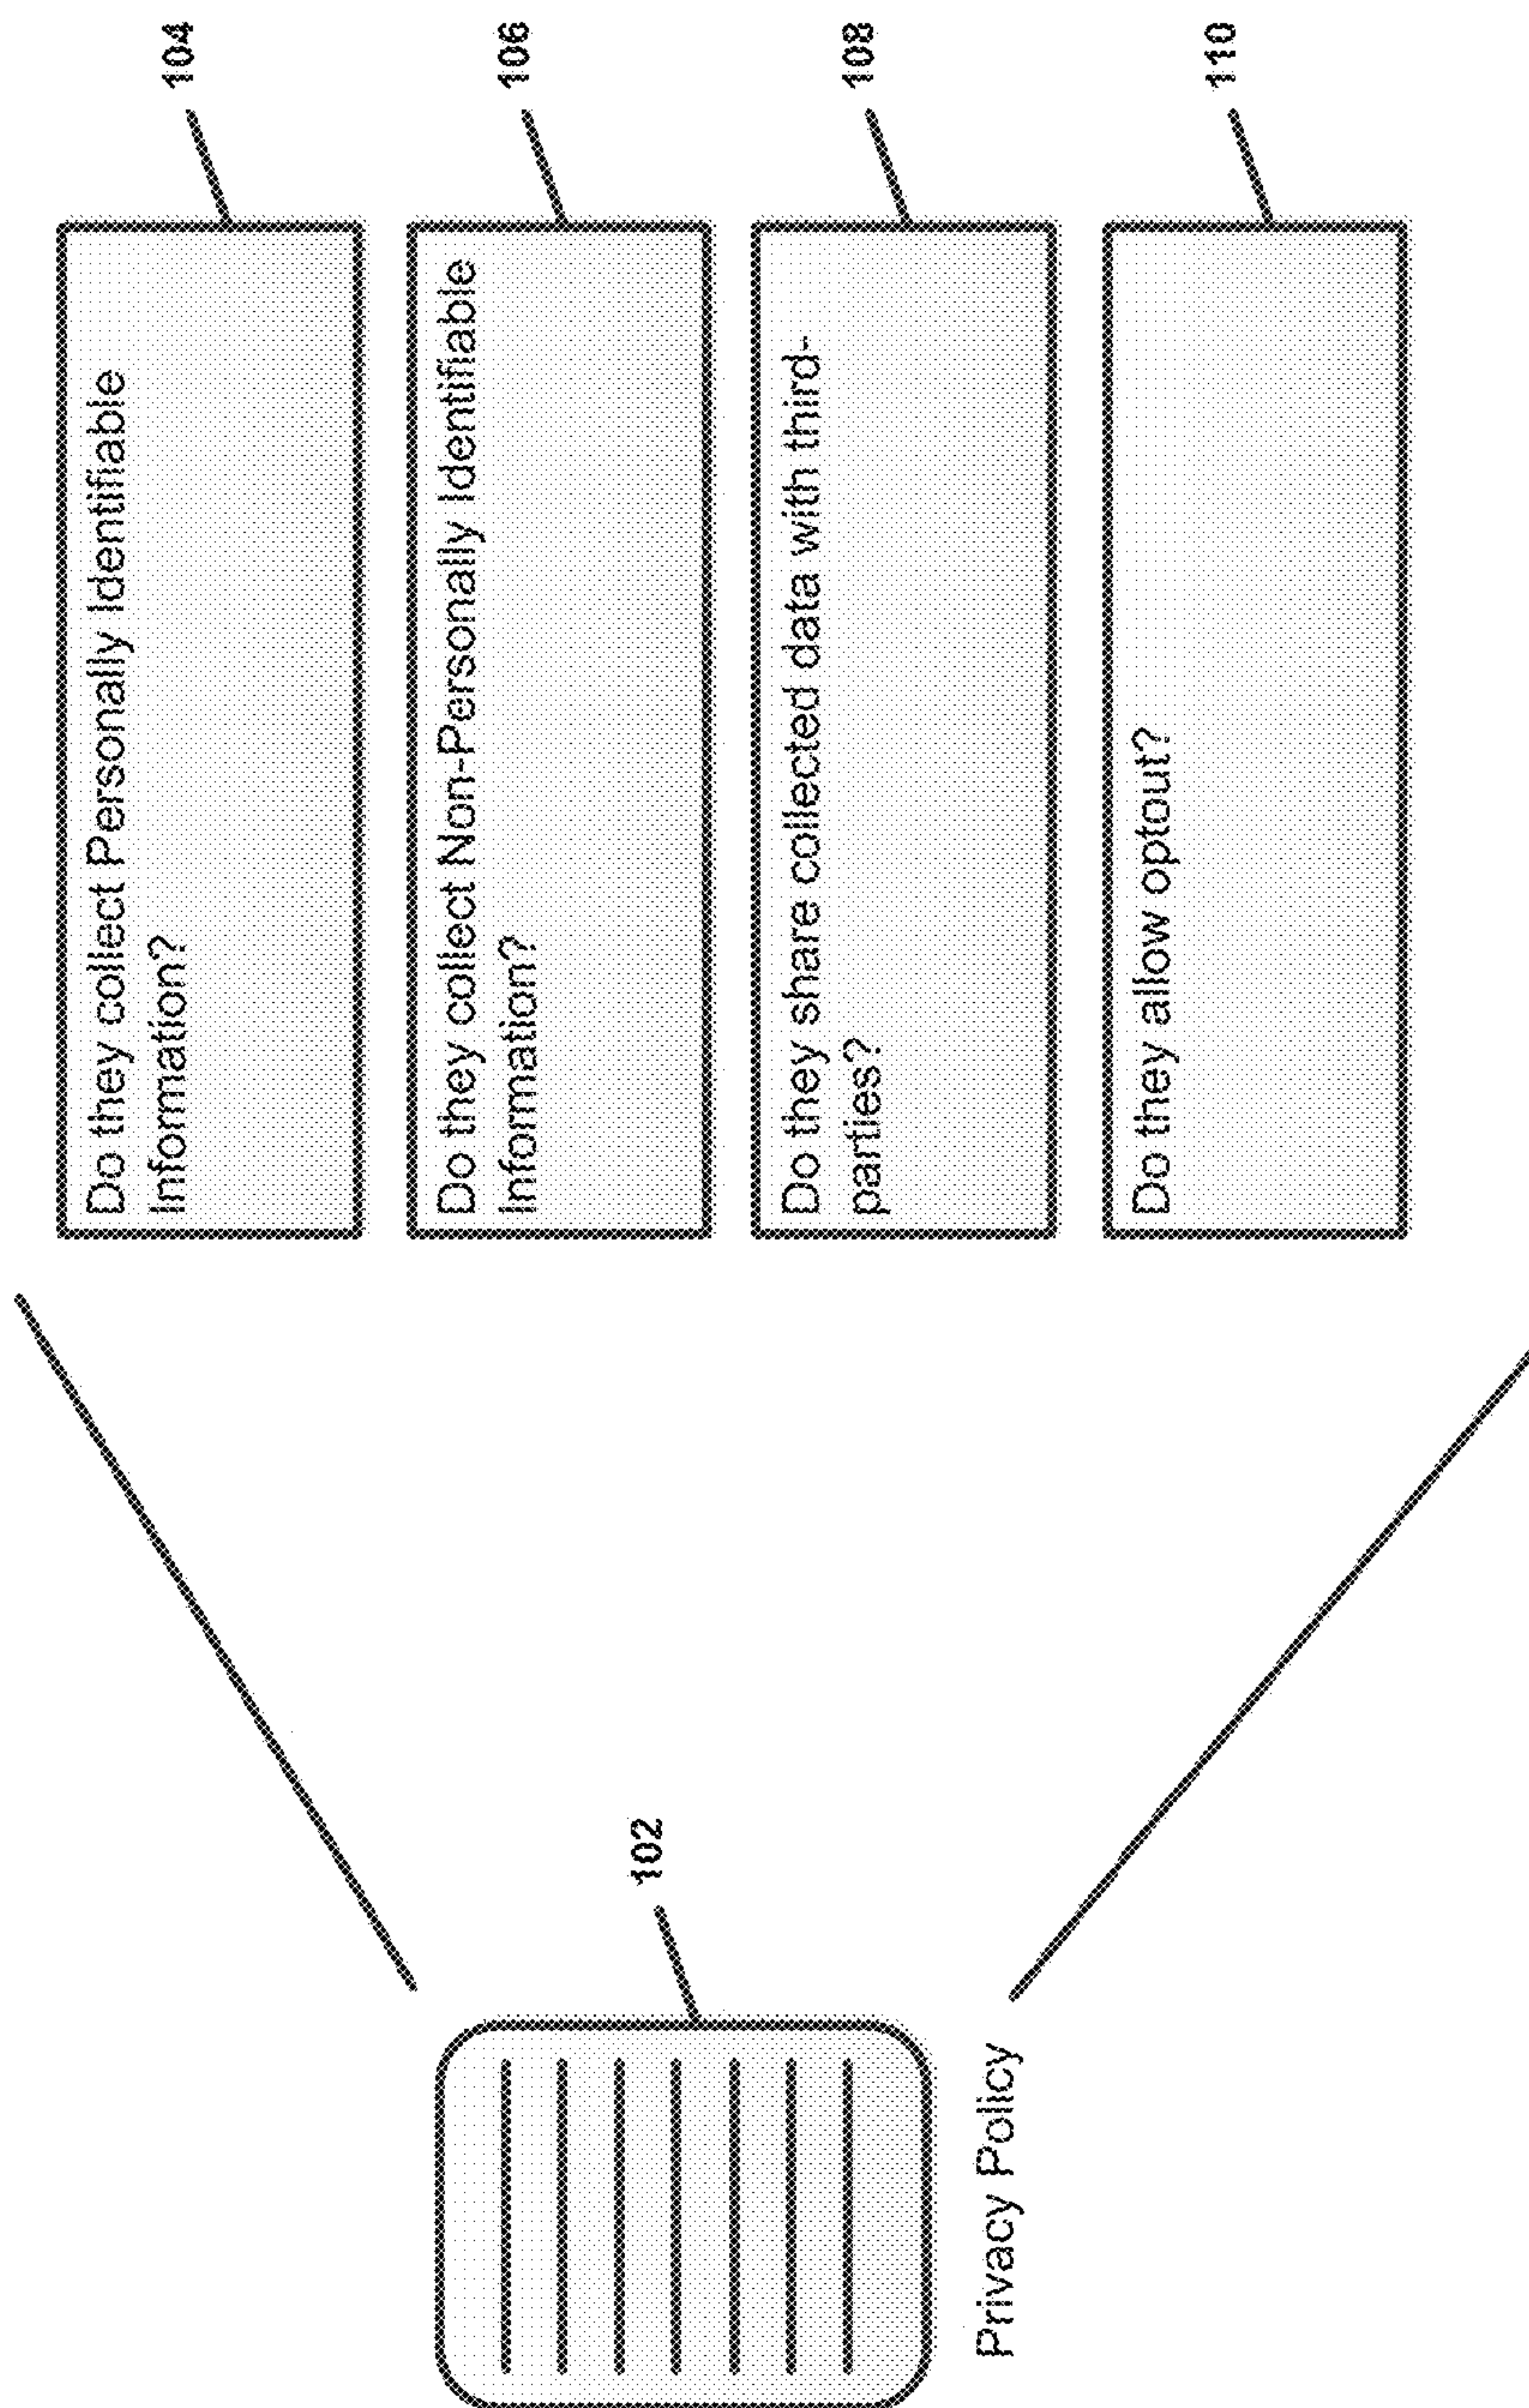 Do they collect Personally Identifiable
Information?
104
Do they collect Non-Personally Identifiable
Information?
106
102
Do they share collected data with third-
parties?
108
Privacy Policy
Do they allow optout?
110